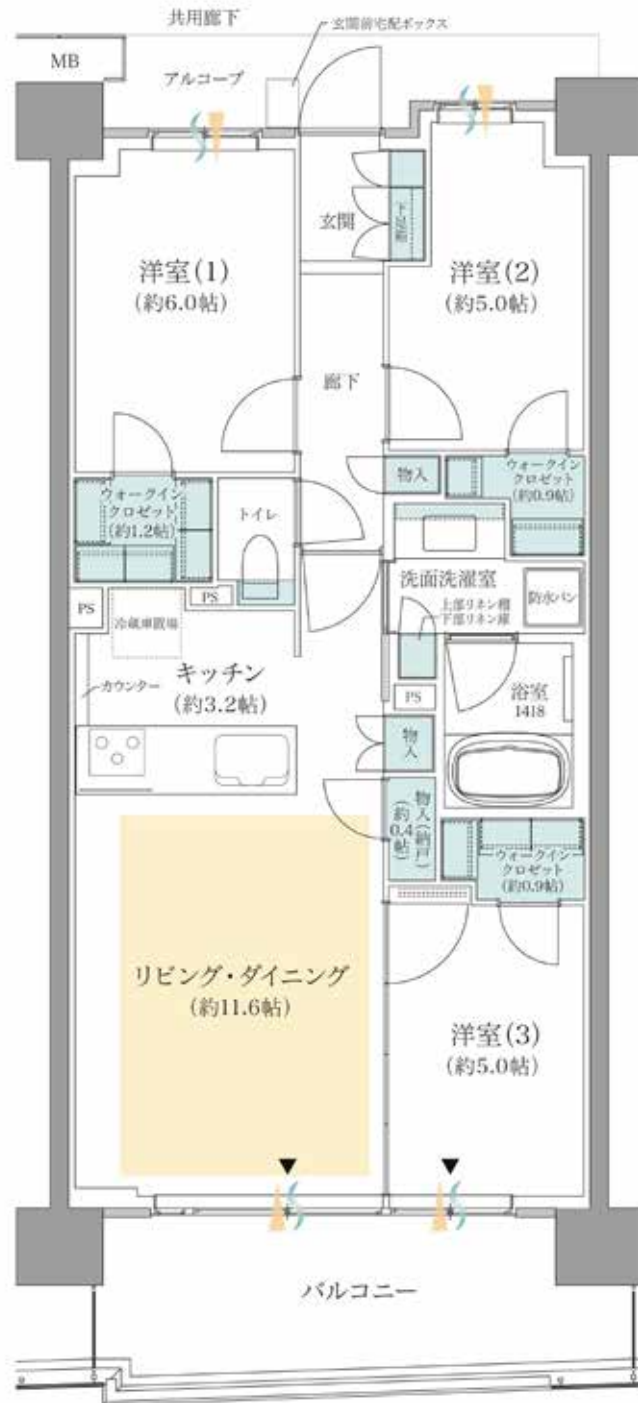 共用廊下
玄関前宅配ボックス
MB
アルコーブ
玄関
下足箱
洋室(1)
(約6.0帖)
洋室(2)
(約5.0帖)
廊下
物入
ウォークイン
クロゼット
(約0.9帖)
ウォークイン
クロゼット
(約1.2帖)
トイレ
洗面洗濯室
防水パン
上部リネン棚
下部リネン庫
PS
PS
冷蔵庫置場
キッチン
(約3.2帖)
カウンター
PS
浴室
1418
物入
物入(納戸)
(約0.4帖)
ウォークイン
クロゼット
(約0.9帖)
リビング・ダイニング
(約11.6帖)
洋室(3)
(約5.0帖)
バルコニー